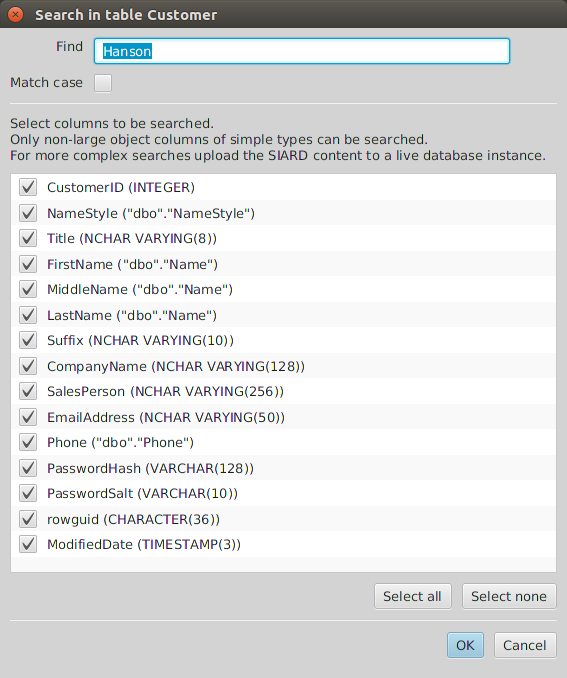 Search in table Customer
Find Hanson
Match case
Select columns to be searched.
Only non-large object columns of simple types can be searched.
For more complex searches upload the SIARD content to a live database instance.
CustomerID (INTEGER)
NameStyle ("dbo"."NameStyle")
Title (NCHAR VARYING(8))
FirstName ("dbo"."Name")
MiddleName ("dbo"."Name")
LastName ("dbo"."Name")
Suffix (NCHAR VARYING(10))
CompanyName (NCHAR VARYING(128))
SalesPerson (NCHAR VARYING(256))
EmailAddress (NCHAR VARYING(50))
Phone ("dbo"."Phone")
PasswordHash (VARCHAR(128))
PasswordSalt (VARCHAR(10))
rowguid (CHARACTER(36))
ModifiedDate (TIMESTAMP(3))
Select all Select none
OK Cancel